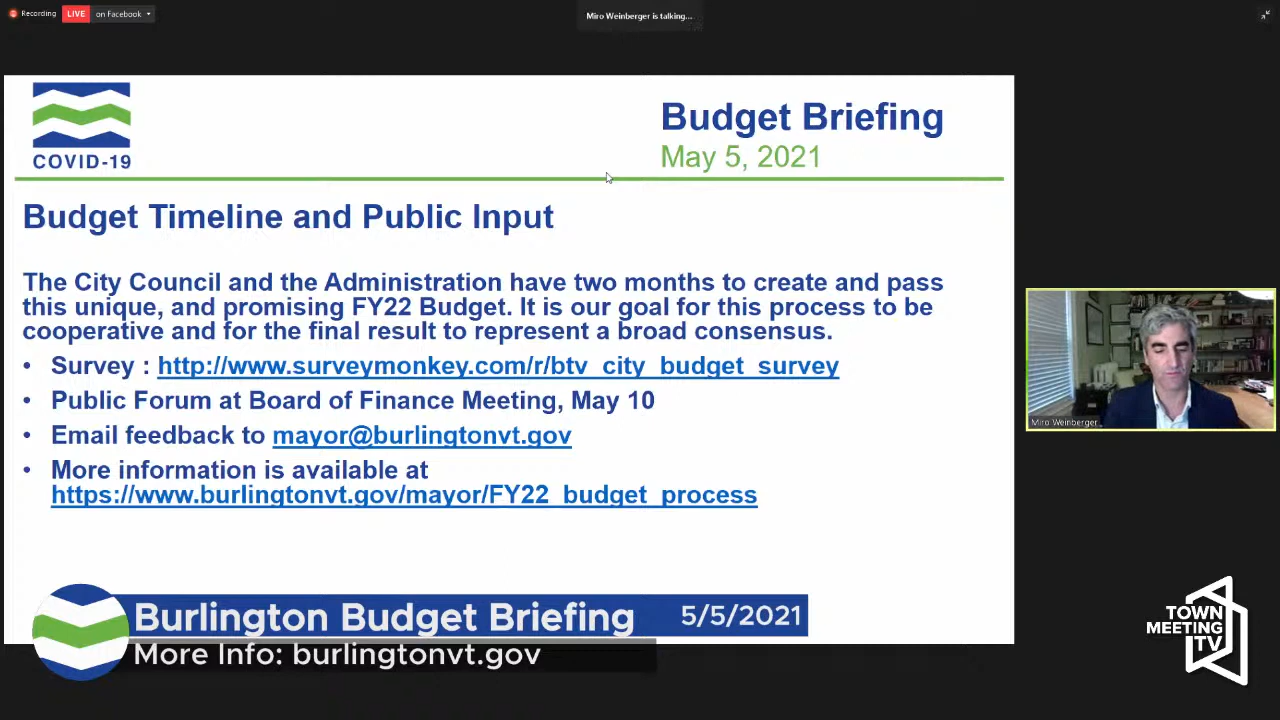 Recording
LIVE
on Facebook
Miro Weinberger is talking...
COVID-19
Budget Briefing
May 5, 2021
Budget Timeline and Public Input
The City Council and the Administration have two months to create and pass
this unique, and promising FY22 Budget. It is our goal for this process to be
cooperative and for the final result to represent a broad consensus.
• Survey : http://www.surveymonkey.com/r/btv_city_budget_survey
• Public Forum at Board of Finance Meeting, May 10
• Email feedback to mayor@burlingtonvt.gov
• More information is available at
https://www.burlingtonvt.gov/mayor/FY22_budget_process
Miro Weinberger
Burlington Budget Briefing 5/5/2021
More Info: burlingtonvt.gov
TOWN
MEETING
TV